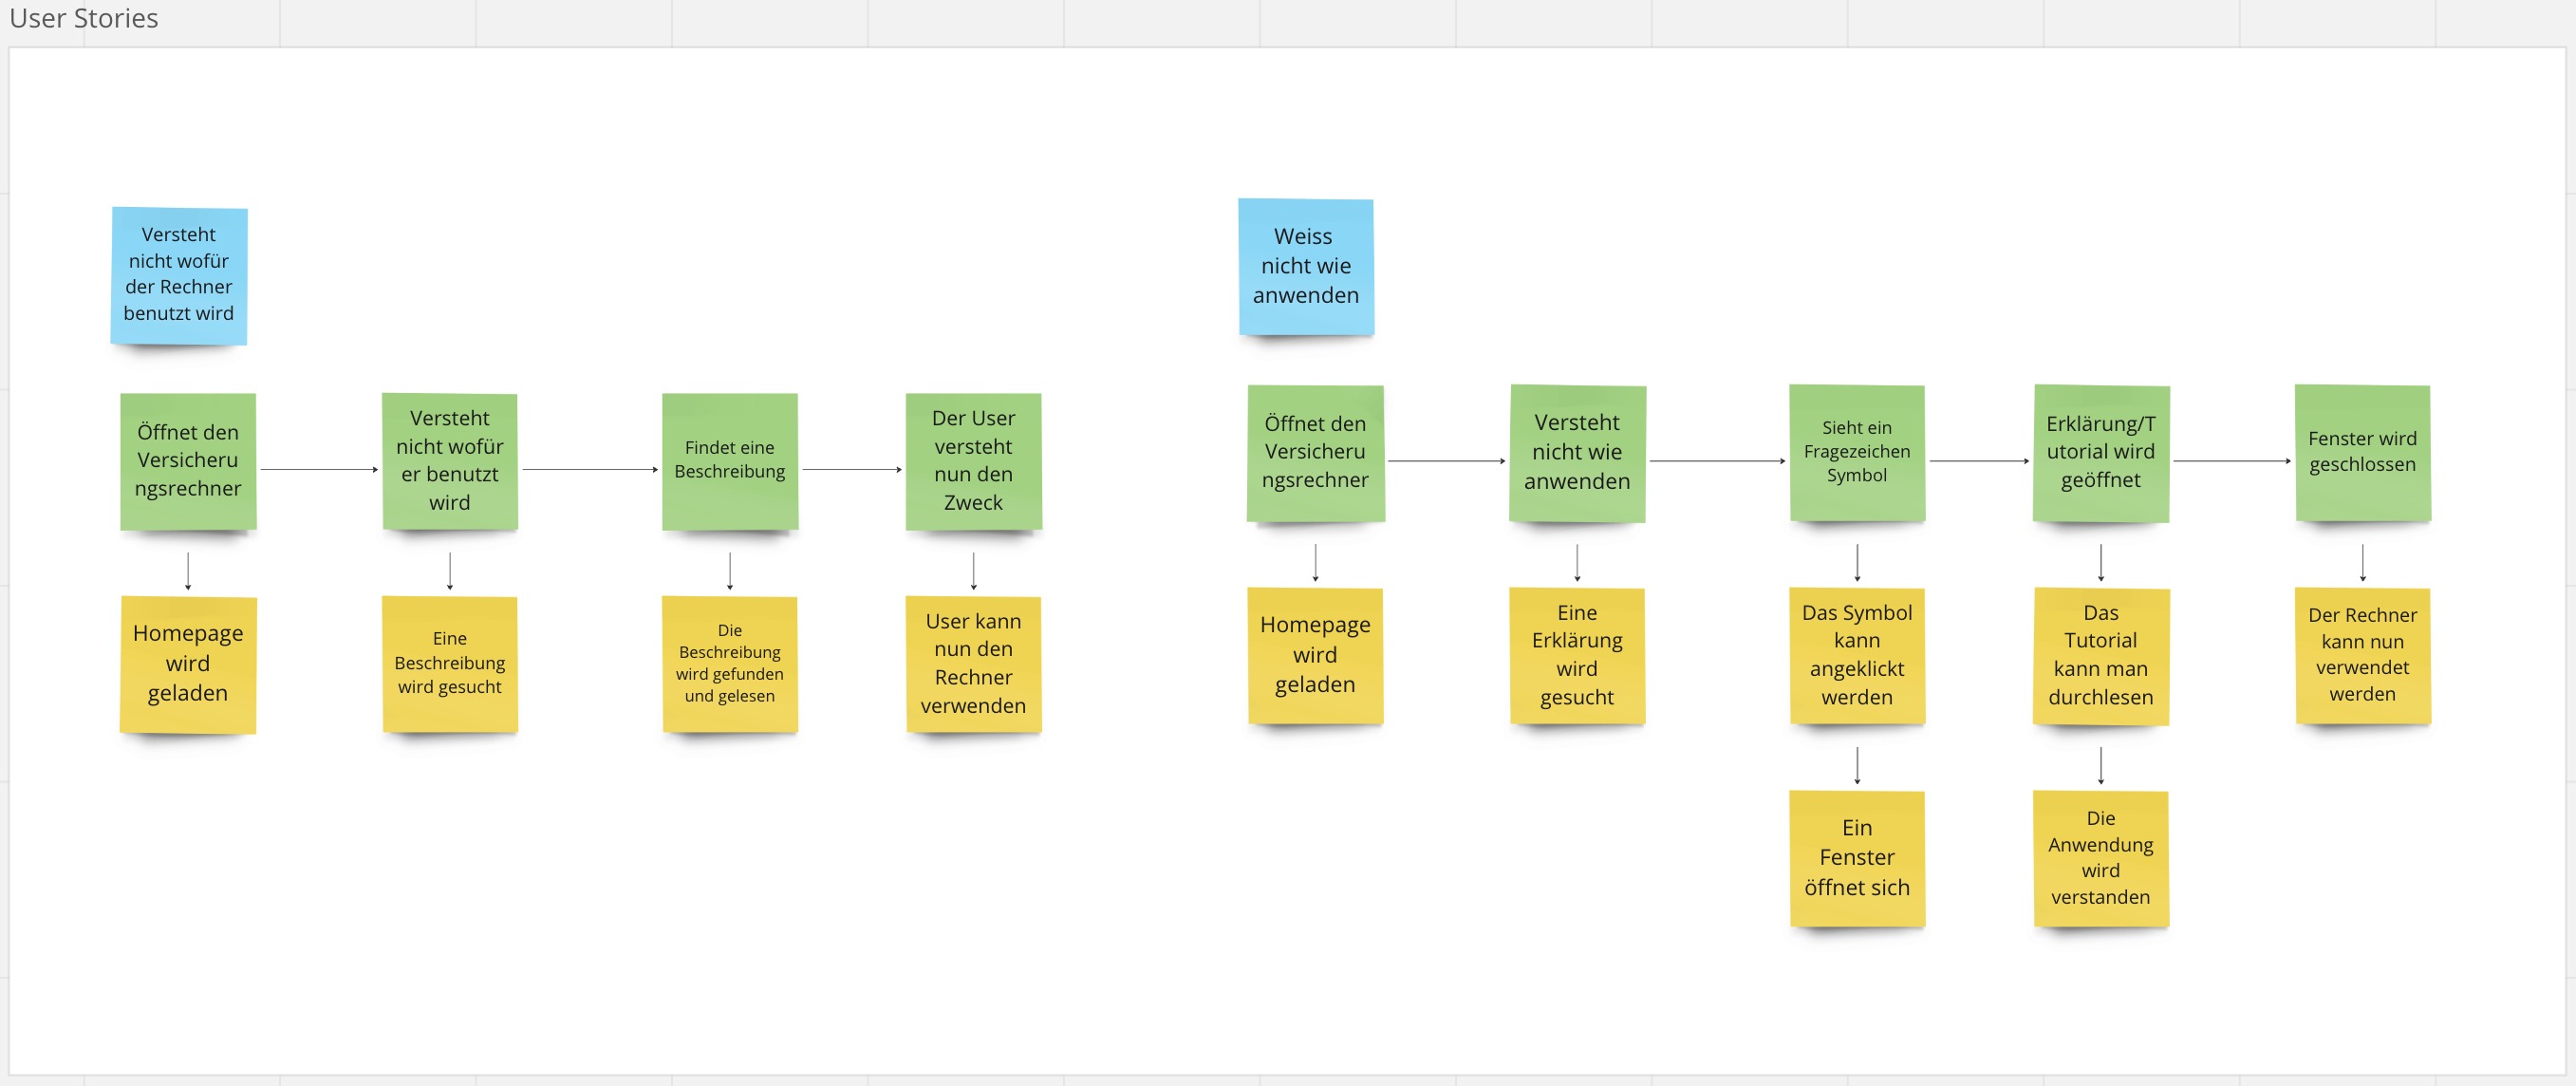 User Stories
Versteht
nicht wofür
der Rechner
benutzt wird
Öffnet den
Versicheru
ngsrechner
Versteht
nicht wofür
er benutzt
wird
Findet eine
Beschreibung
Der User
versteht
nun den
Zweck
Homepage
wird
geladen
Eine
Beschreibung
wird gesucht
Die
Beschreibung
wird gefunden
und gelesen
User kann
nun den
Rechner
verwenden
Weiss
nicht wie
anwenden
Öffnet den
Versicheru
ngsrechner
Versteht
nicht wie
anwenden
Sieht ein
Fragezeichen
Symbol
Erklärung/T
utorial wird
geöffnet
Fenster wird
geschlossen
Homepage
wird
geladen
Eine
Erklärung
wird
gesucht
Das Symbol
kann
angeklickt
werden
Das
Tutorial
kann man
durchlesen
Der Rechner
kann nun
verwendet
werden
Ein
Fenster
öffnet sich
Die
Anwendung
wird
verstanden